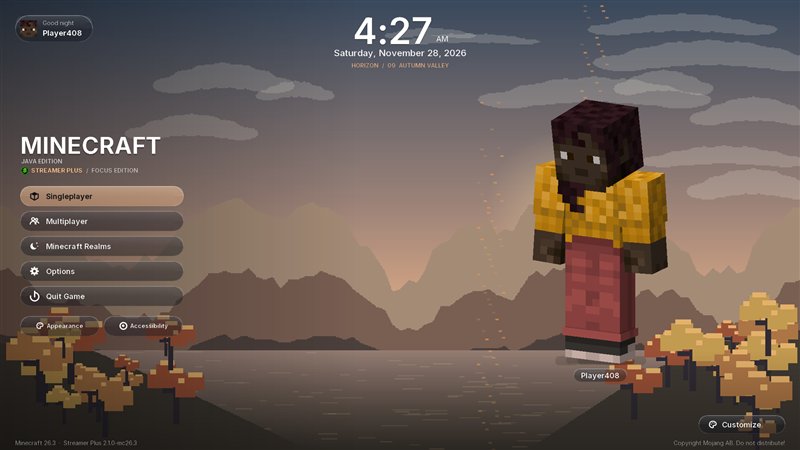 Good night
Player408
4:27 AM
Saturday, November 28, 2026
HORIZON / 09 AUTUMN VALLEY
MINECRAFT
JAVA EDITION
STREAMER PLUS / FOCUS EDITION
Singleplayer
Multiplayer
Minecraft Realms
Options
Quit Game
Appearance
Accessibility
Player408
Customize
Minecraft 26.3 · Streamer Plus 2.1.0-mc26.3
Copyright Mojang AB. Do not distribute!